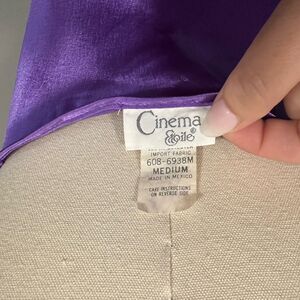 Cinema
Etoile®
IMPORT FABRIC
608-6938M
MEDIUM
MADE IN MEXICO
CARE INSTRUCTIONS
ON REVERSE SIDE